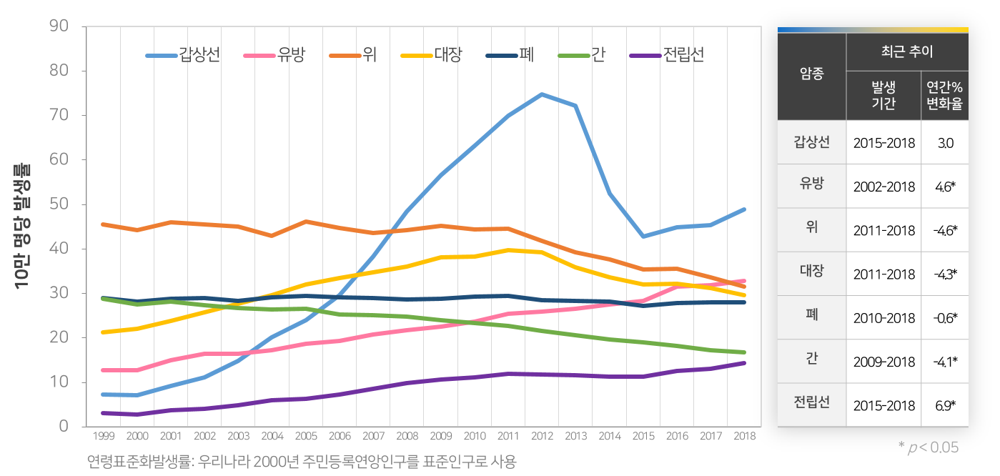 90
80
70
60
50
40
30
20
10
0
10만 명당 발생률
갑상선 유방 위 대장 폐 간 전립선
1999 2000 2001 2002 2003 2004 2005 2006 2007 2008 2009 2010 2011 2012 2013 2014 2015 2016 2017 2018
연령표준화발생률: 우리나라 2000년 주민등록연앙인구를 표준인구로 사용
암종 최근 추이
발생 기간 연간% 변화율
갑상선 2015-2018 3.0
유방 2002-2018 4.6*
위 2011-2018 -4.6*
대장 2011-2018 -4.3*
폐 2010-2018 -0.6*
간 2009-2018 -4.1*
전립선 2015-2018 6.9*
* p < 0.05